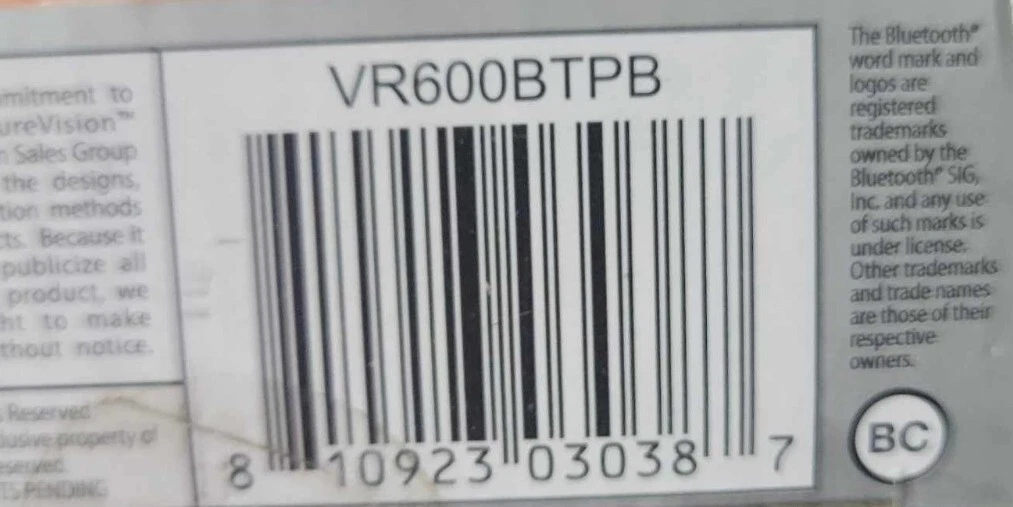 mitment to
ureVision™
n Sales Group
the designs,
tion methods
cts. Because it
publicize all
product, we
ht to make
thout notice.
s Reserved
lusive property of
eserved.
TS PENDING
VR600BTPB
8 10923 03038 7
The Bluetooth®
word mark and
logos are
registered
trademarks
owned by the
Bluetooth® SIG,
Inc. and any use
of such marks is
under license.
Other trademarks
and trade names
are those of their
respective
owners.
BC